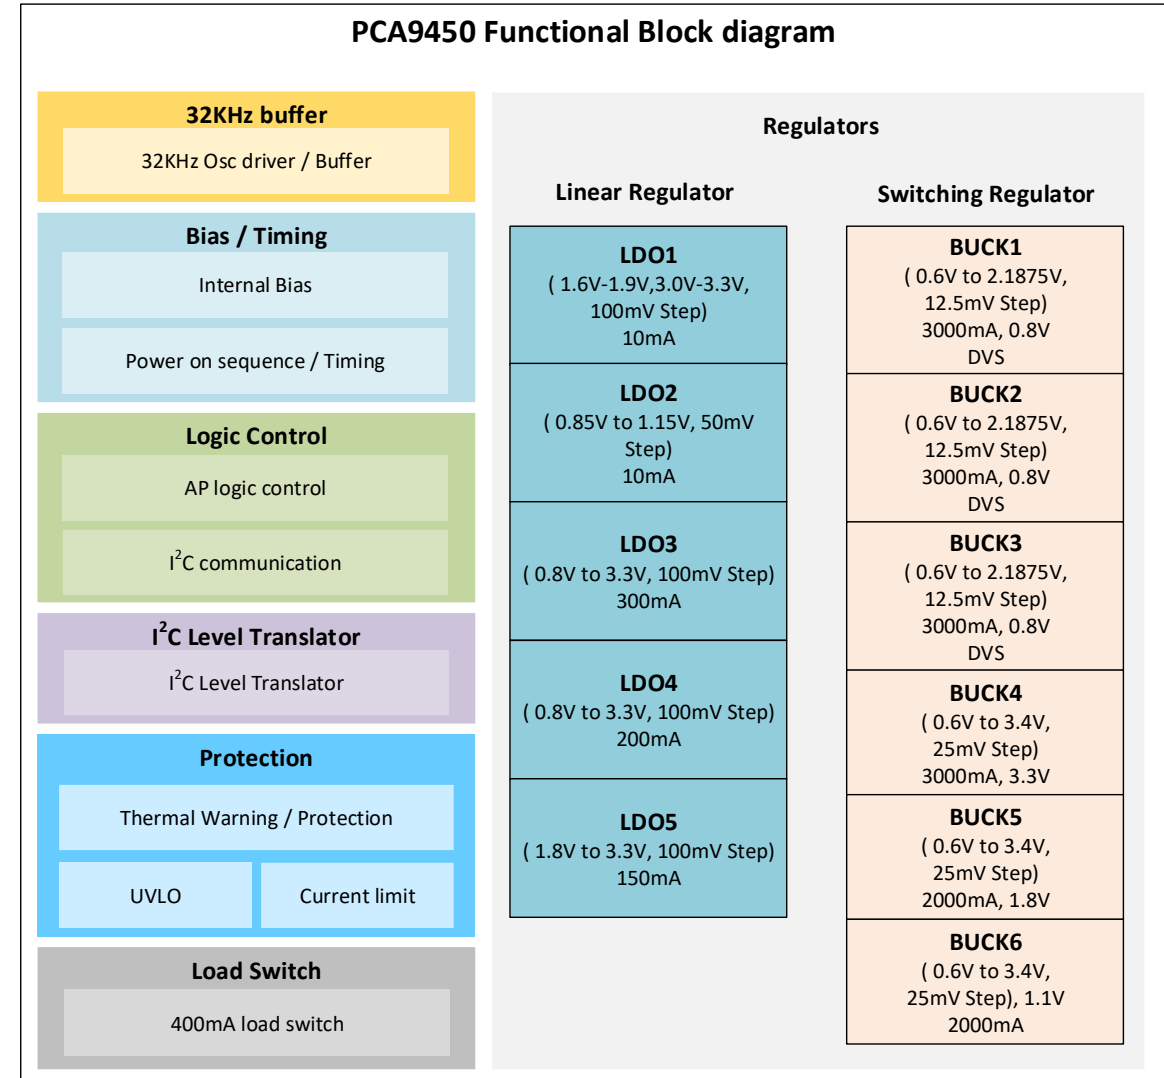 PCA9450 Functional Block diagram
32KHz buffer
32KHz Osc driver / Buffer
Bias / Timing
Internal Bias
Power on sequence / Timing
Logic Control
AP logic control
I²C communication
I²C Level Translator
I²C Level Translator
Protection
Thermal Warning / Protection
UVLO
Current limit
Load Switch
400mA load switch
Regulators
Linear Regulator
LDO1
( 1.6V-1.9V,3.0V-3.3V,
100mV Step)
10mA
LDO2
( 0.85V to 1.15V, 50mV
Step)
10mA
LDO3
( 0.8V to 3.3V, 100mV Step)
300mA
LDO4
( 0.8V to 3.3V, 100mV Step)
200mA
LDO5
( 1.8V to 3.3V, 100mV Step)
150mA
Switching Regulator
BUCK1
( 0.6V to 2.1875V,
12.5mV Step)
3000mA, 0.8V
DVS
BUCK2
( 0.6V to 2.1875V,
12.5mV Step)
3000mA, 0.8V
DVS
BUCK3
( 0.6V to 2.1875V,
12.5mV Step)
3000mA, 0.8V
DVS
BUCK4
( 0.6V to 3.4V,
25mV Step)
3000mA, 3.3V
BUCK5
( 0.6V to 3.4V,
25mV Step)
2000mA, 1.8V
BUCK6
( 0.6V to 3.4V,
25mV Step), 1.1V
2000mA